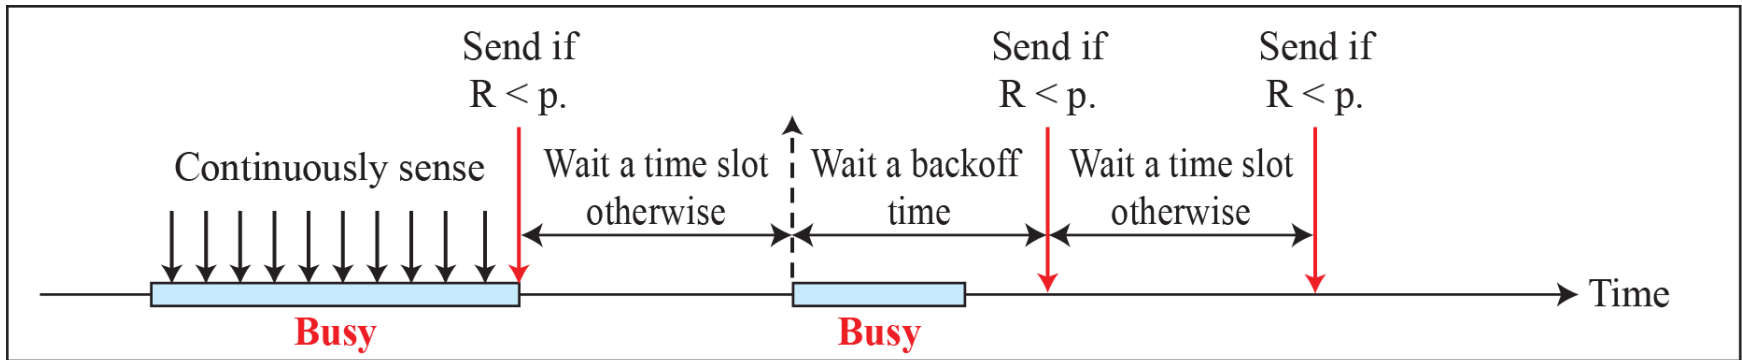 Send if
R < p.
Send if
R < p.
Send if
R < p.
Continuously sense
Wait a time slot
otherwise
Wait a backoff
time
Wait a time slot
otherwise
Time
Busy
Busy